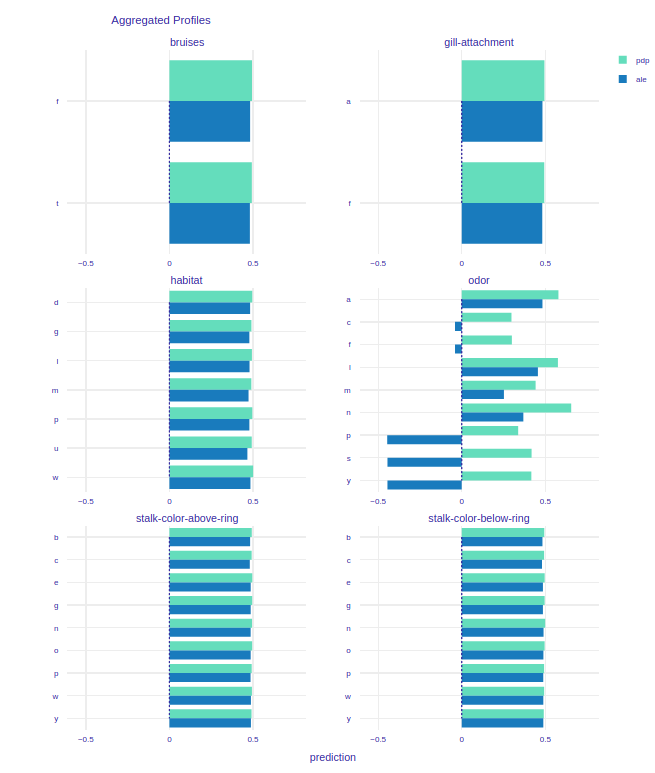 Aggregated Profiles
bruises
gill-attachment
pdp
ale
f
t
a
f
−0.5
0
0.5
−0.5
0
0.5
habitat
odor
d
g
l
m
p
u
w
a
c
f
l
m
n
p
s
y
−0.5
0
0.5
−0.5
0
0.5
stalk-color-above-ring
stalk-color-below-ring
b
c
e
g
n
o
p
w
y
b
c
e
g
n
o
p
w
y
−0.5
0
0.5
−0.5
0
0.5
prediction